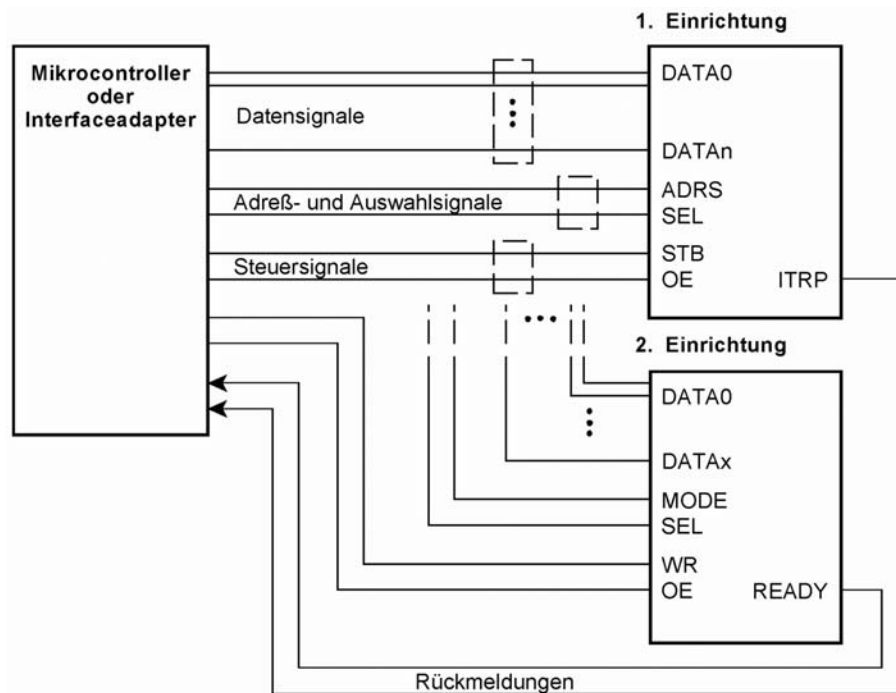 1. Einrichtung
Mikrocontroller
oder
Interfaceadapter
Datensignale
DATA0
DATAn
Adreß- und Auswahlsignale
ADRS
SEL
Steuersignale
STB
OE
ITRP
2. Einrichtung
DATA0
DATAx
MODE
SEL
WR
OE
READY
Rückmeldungen